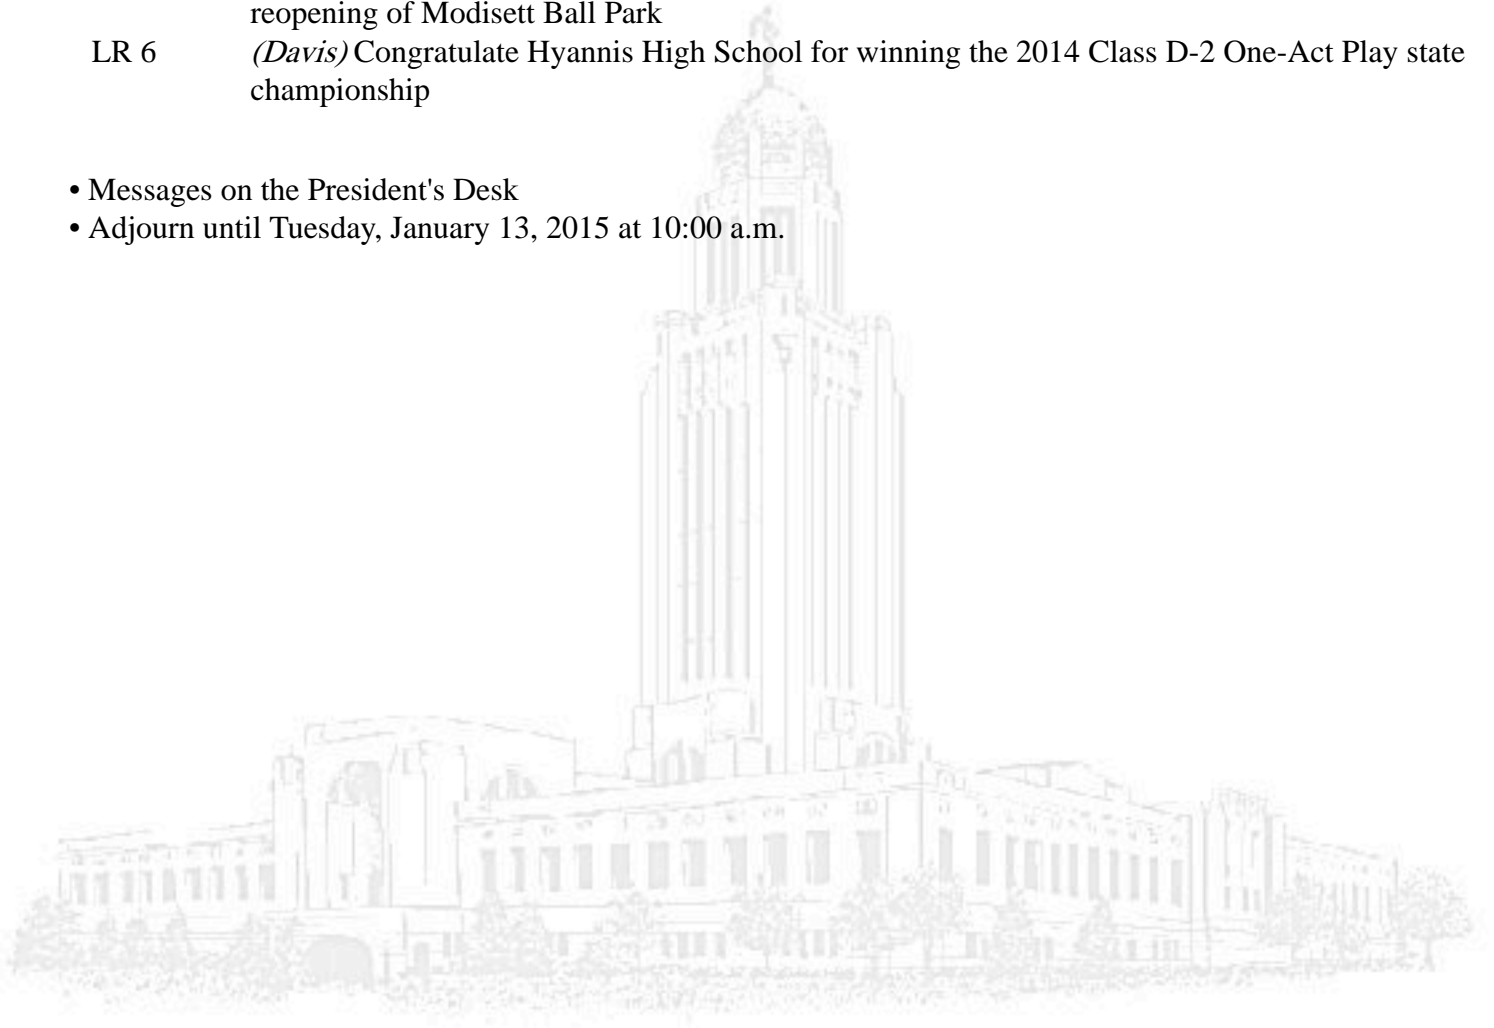 reopening of Modisett Ball Park
LR 6 (Davis) Congratulate Hyannis High School for winning the 2014 Class D-2 One-Act Play state
championship
• Messages on the President's Desk
• Adjourn until Tuesday, January 13, 2015 at 10:00 a.m.